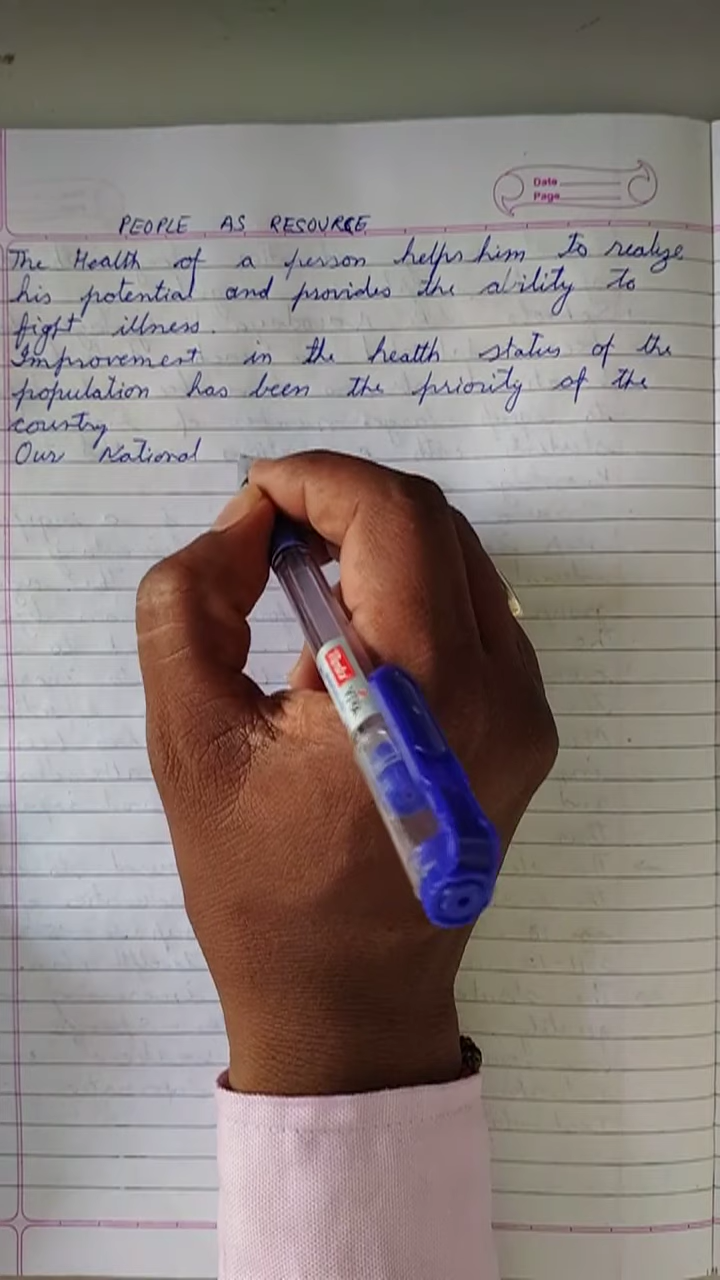 Date
Page
PEOPLE AS RESOURCE
The Health of a person helps him to realize
his potential and provides the ability to
fight illness.
Improvement in the health status of the
population has been the priority of the
country
Our National